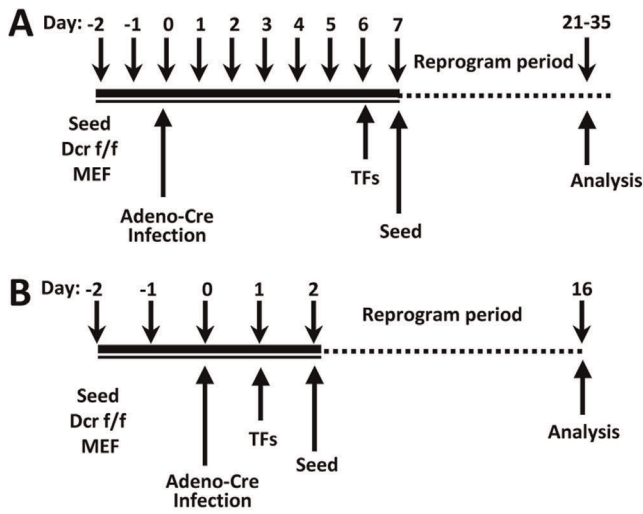 A
Day: -2 -1 0 1 2 3 4 5 6 7 21-35
Reprogram period
Seed
Dcr f/f
MEF
Adeno-Cre
Infection
TFs
Seed
Analysis
B
Day: -2 -1 0 1 2 16
Reprogram period
Seed
Dcr f/f
MEF
Adeno-Cre
Infection
TFs
Seed
Analysis